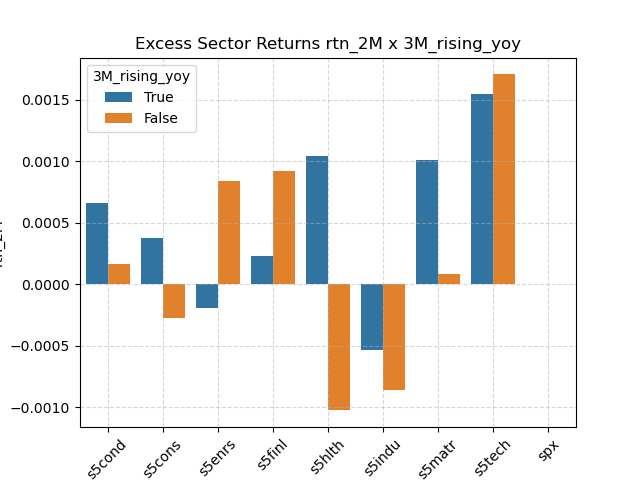 Excess Sector Returns rtn_2M x 3M_rising_yoy
3M_rising_yoy
True
False
0.0015
0.0010
0.0005
0.0000
−0.0005
−0.0010
s5cond
s5cons
s5enrs
s5finl
s5hlth
s5indu
s5matr
s5tech
spx